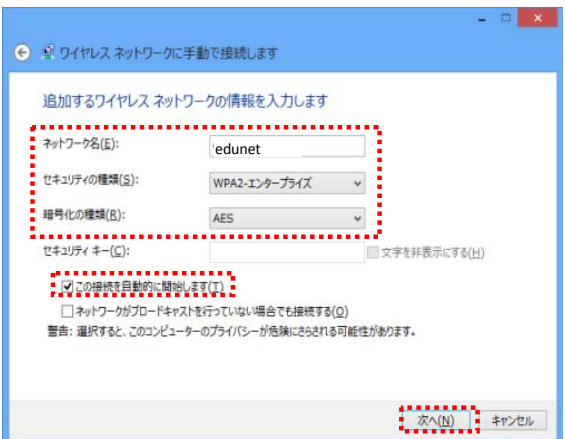 ワイヤレス ネットワークに手動で接続します
追加するワイヤレス ネットワークの情報を入力します
ネットワーク名(E):
edunet
セキュリティの種類(S):
WPA2-エンタープライズ
暗号化の種類(R):
AES
セキュリティ キー(C):
文字を非表示にする(H)
この接続を自動的に開始します(T)
ネットワークがブロードキャストを行っていない場合でも接続する(O)
警告: 選択すると、このコンピューターのプライバシーが危険にさらされる可能性があります。
次へ(N)
キャンセル